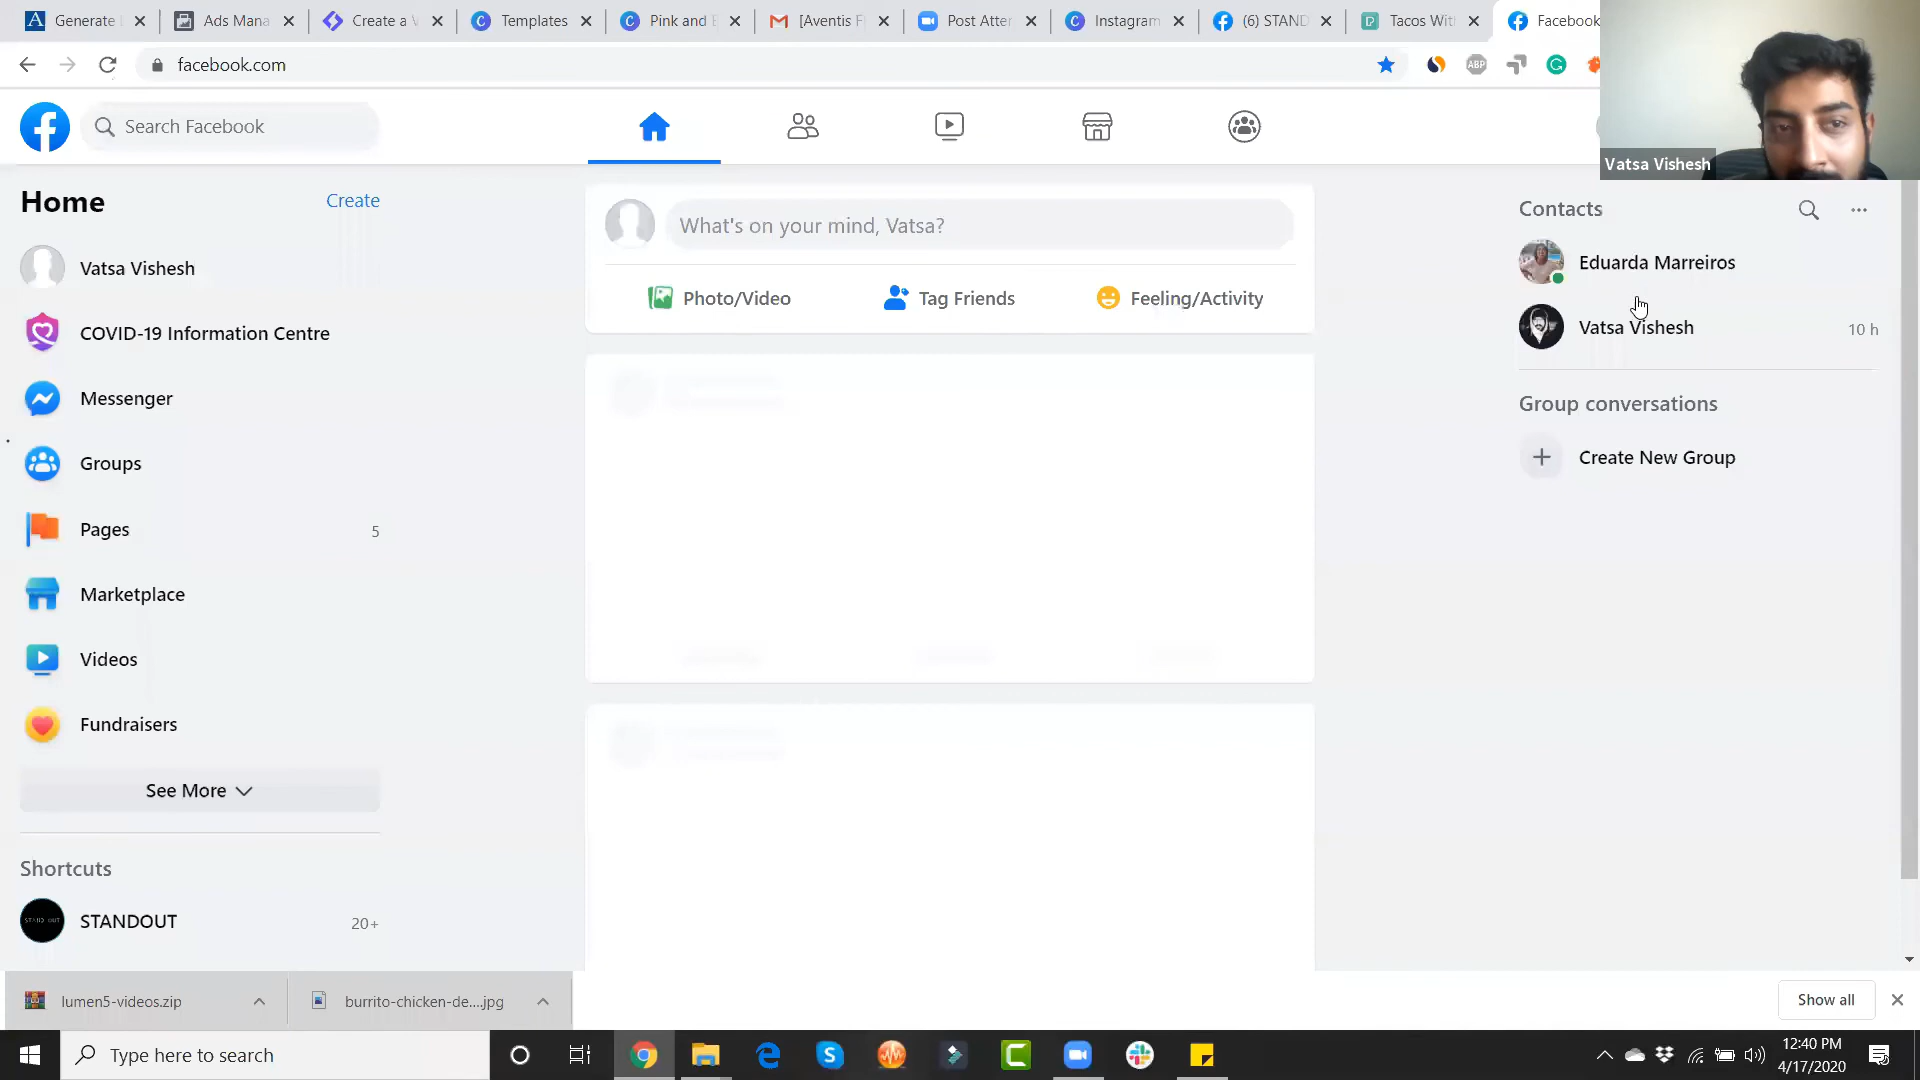 Generate
Ads Mana
Create a
Templates
Pink and
[Aventis F
Post Atter
Instagram
(6) STAND
Tacos Wit
Facebook
facebook.com
ABP
Search Facebook
Vatsa Vishesh
Home
Create
Vatsa Vishesh
COVID-19 Information Centre
Messenger
Groups
Pages
5
Marketplace
Videos
Fundraisers
See More
Shortcuts
STAND OUT
STANDOUT
20+
What's on your mind, Vatsa?
Photo/Video
Tag Friends
Feeling/Activity
Contacts
Eduarda Marreiros
Vatsa Vishesh
10 h
Group conversations
Create New Group
lumen5-videos.zip
burrito-chicken-de....jpg
Show all
Type here to search
12:40 PM
4/17/2020